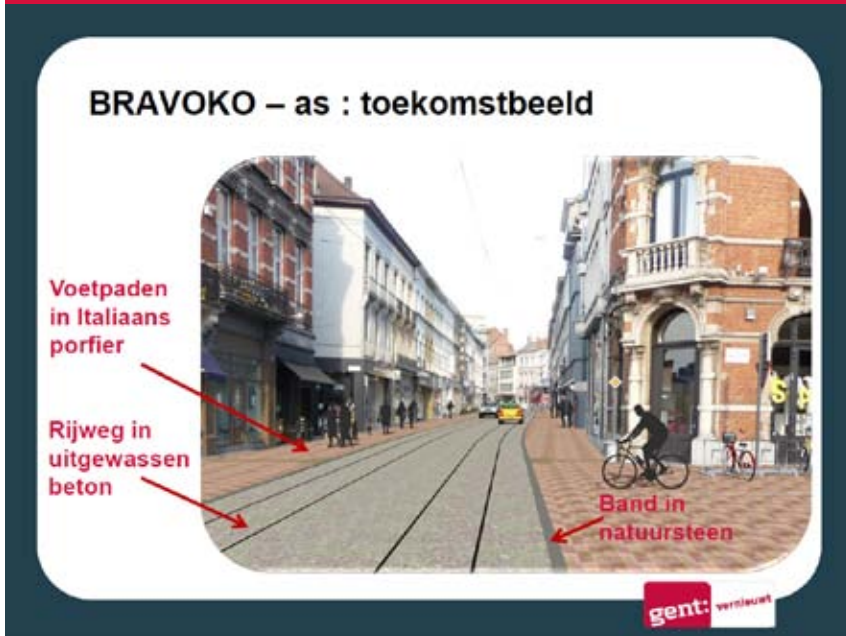 BRAVOKO – as : toekomstbeeld
Voetpaden
in Italiaans
porfier
Rijweg in
uitgewassen
beton
Band in
natuursteen
gent: vernieuwt